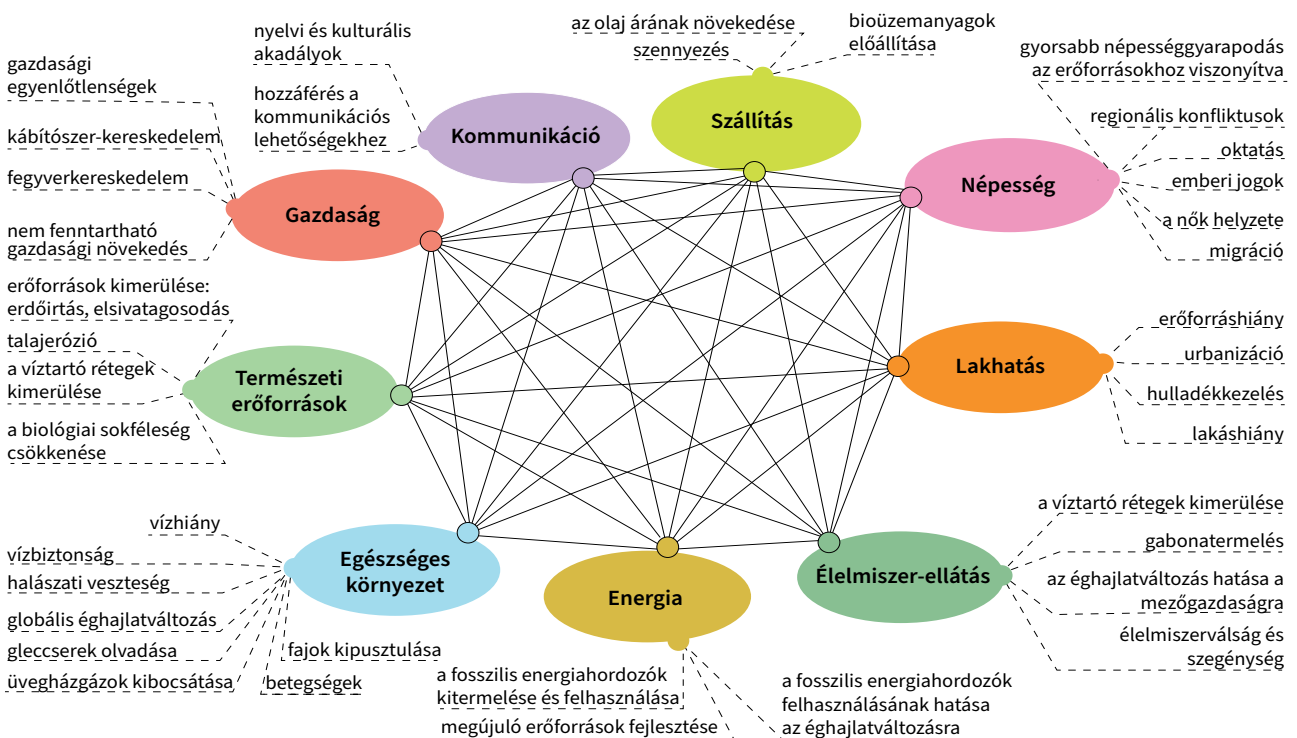 nyelvi és kulturális
akadályok
hozzáférés a
kommunikációs
lehetőségekhez
Kommunikáció
az olaj árának növekedése
szennyezés
bioüzemanyagok
előállítása
Szállítás
gyorsabb népességgyarapodás
az erőforrásokhoz viszonyítva
regionális konfliktusok
oktatás
emberi jogok
a nők helyzete
migráció
Népesség
gazdasági
egyenlőtlenségek
kábítószer-kereskedelem
fegyverkereskedelem
nem fenntartható
gazdasági növekedés
Gazdaság
erőforrások kimerülése:
erdőirtás, elsivatagosodás
talajerózió
a víztartó rétegek
kimerülése
a biológiai sokféleség
csökkenése
Természeti
erőforrások
Lakhatás
erőforráshiány
urbanizáció
hulladékkezelés
lakáshiány
vízhiány
vízbiztonság
halászati veszteség
globális éghajlatváltozás
gleccserek olvadása
üvegházgázok kibocsátása
fajok kipusztulása
betegségek
Egészséges
környezet
Energia
a fosszilis energiahordozók
kitermelése és felhasználása
megújuló erőforrások fejlesztése
a fosszilis energiahordozók
felhasználásának hatása
az éghajlatváltozásra
Élelmiszer-ellátás
a víztartó rétegek kimerülése
gabonatermelés
az éghajlatváltozás hatása a
mezőgazdaságra
élelmiszerválság és
szegénység